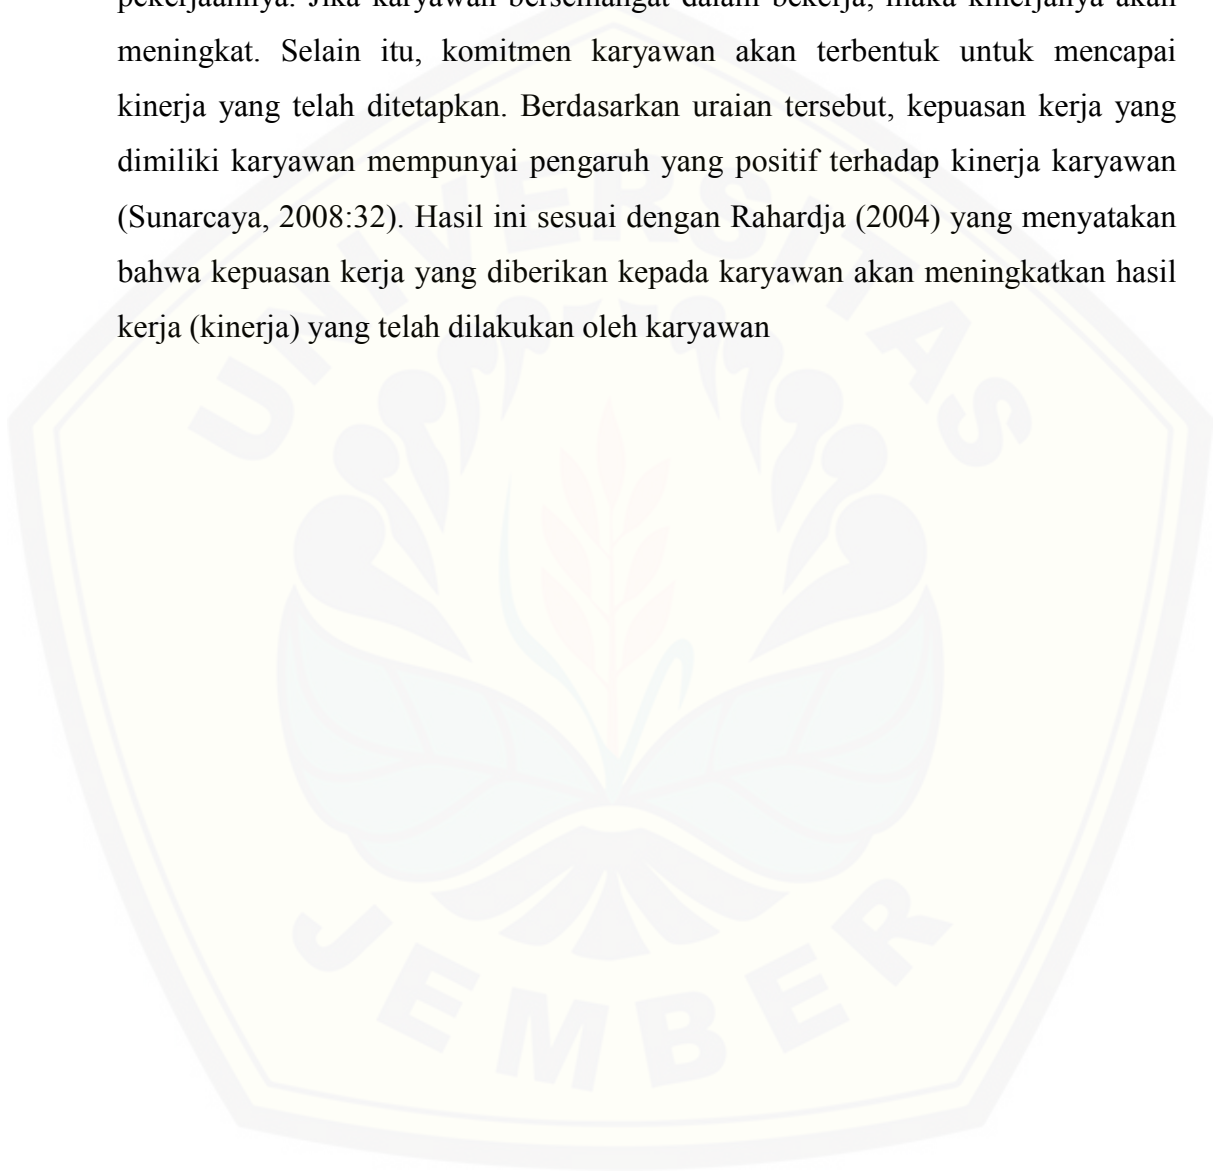 pekerjaannya. Jika karyawan bersemangat dalam bekerja, maka kinerjanya akan
meningkat. Selain itu, komitmen karyawan akan terbentuk untuk mencapai
kinerja yang telah ditetapkan. Berdasarkan uraian tersebut, kepuasan kerja yang
dimiliki karyawan mempunyai pengaruh yang positif terhadap kinerja karyawan
(Sunarcaya, 2008:32). Hasil ini sesuai dengan Rahardja (2004) yang menyatakan
bahwa kepuasan kerja yang diberikan kepada karyawan akan meningkatkan hasil
kerja (kinerja) yang telah dilakukan oleh karyawan
UNIVERSITAS
JEMBER